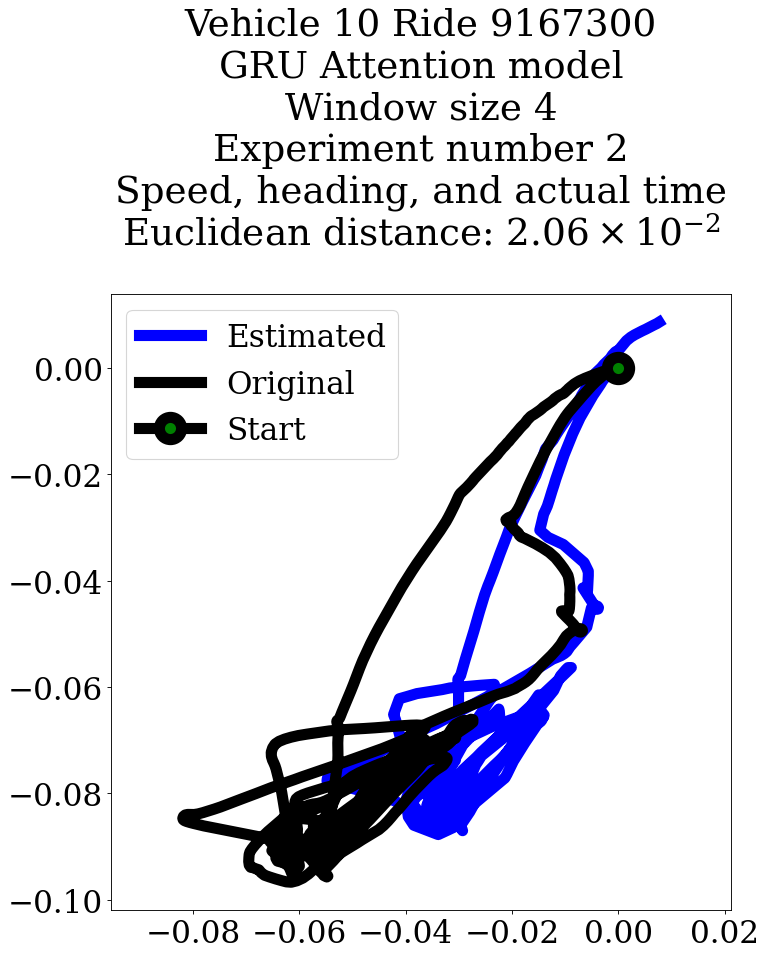 Vehicle 10 Ride 9167300
GRU Attention model
Window size 4
Experiment number 2
Speed, heading, and actual time
Euclidean distance: 2.06 × 10⁻²
Estimated
Original
Start
0.00
−0.02
−0.04
−0.06
−0.08
−0.10
−0.08 −0.06 −0.04 −0.02 0.00 0.02